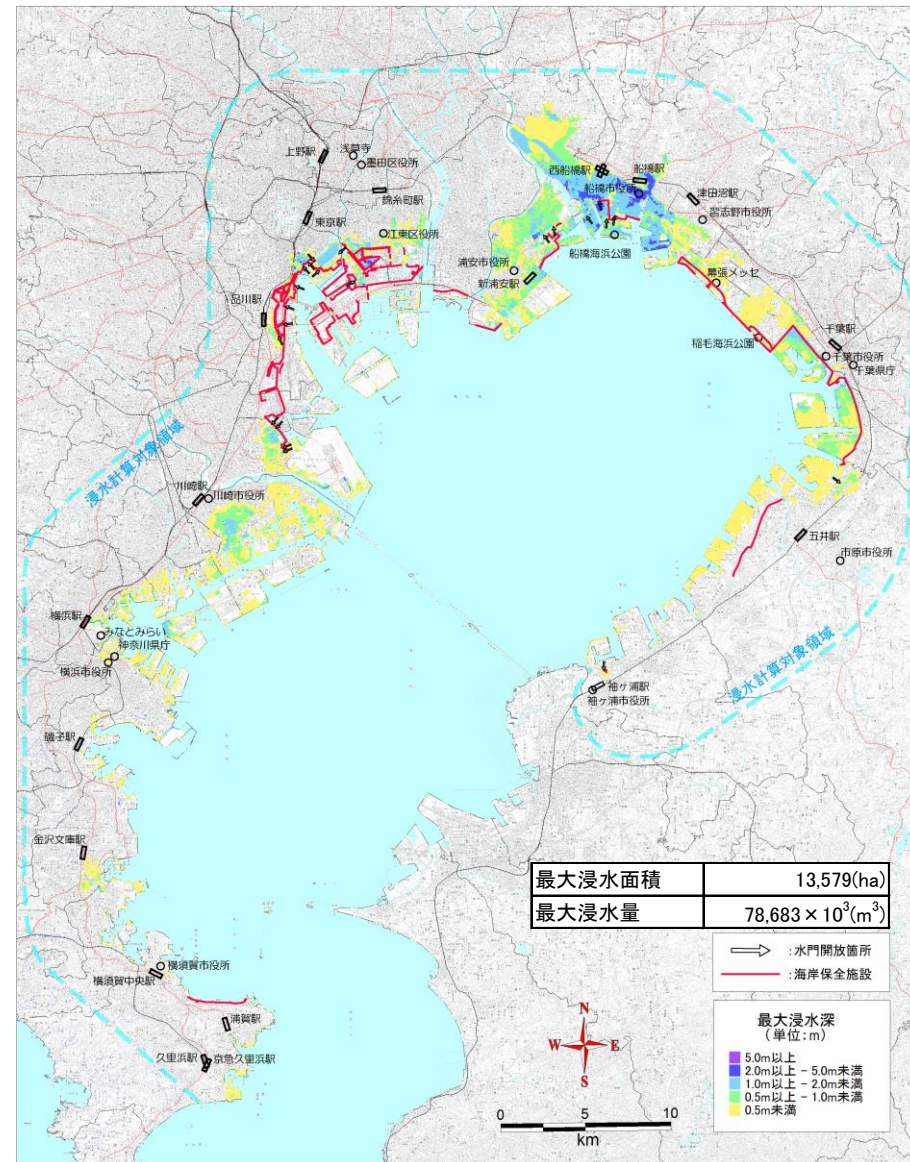 浅草寺
上野駅
墨田区役所
錦糸町駅
東京駅
江東区役所
品川駅
西船橋駅
船橋駅
船橋市役所
津田沼駅
習志野市役所
船橋海浜公園
浦安市役所
新浦安駅
幕張メッセ
稲毛海浜公園
千葉駅
千葉市役所
千葉県庁
浸水計算対象領域
川崎駅
川崎市役所
五井駅
市原市役所
横浜駅
みなとみらい
神奈川県庁
横浜市役所
浸水計算対象領域
袖ヶ浦駅
袖ヶ浦市役所
磯子駅
金沢文庫駅
最大浸水面積 13,579(ha)
最大浸水量 78,683×10³(m³)
:水門開放箇所
:海岸保全施設
横須賀市役所
横須賀中央駅
浦賀駅
久里浜駅
京急久里浜駅
N
W E
S
最大浸水深
(単位:m)
5.0m以上
2.0m以上 - 5.0m未満
1.0m以上 - 2.0m未満
0.5m以上 - 1.0m未満
0.5m未満
0 5 10
km